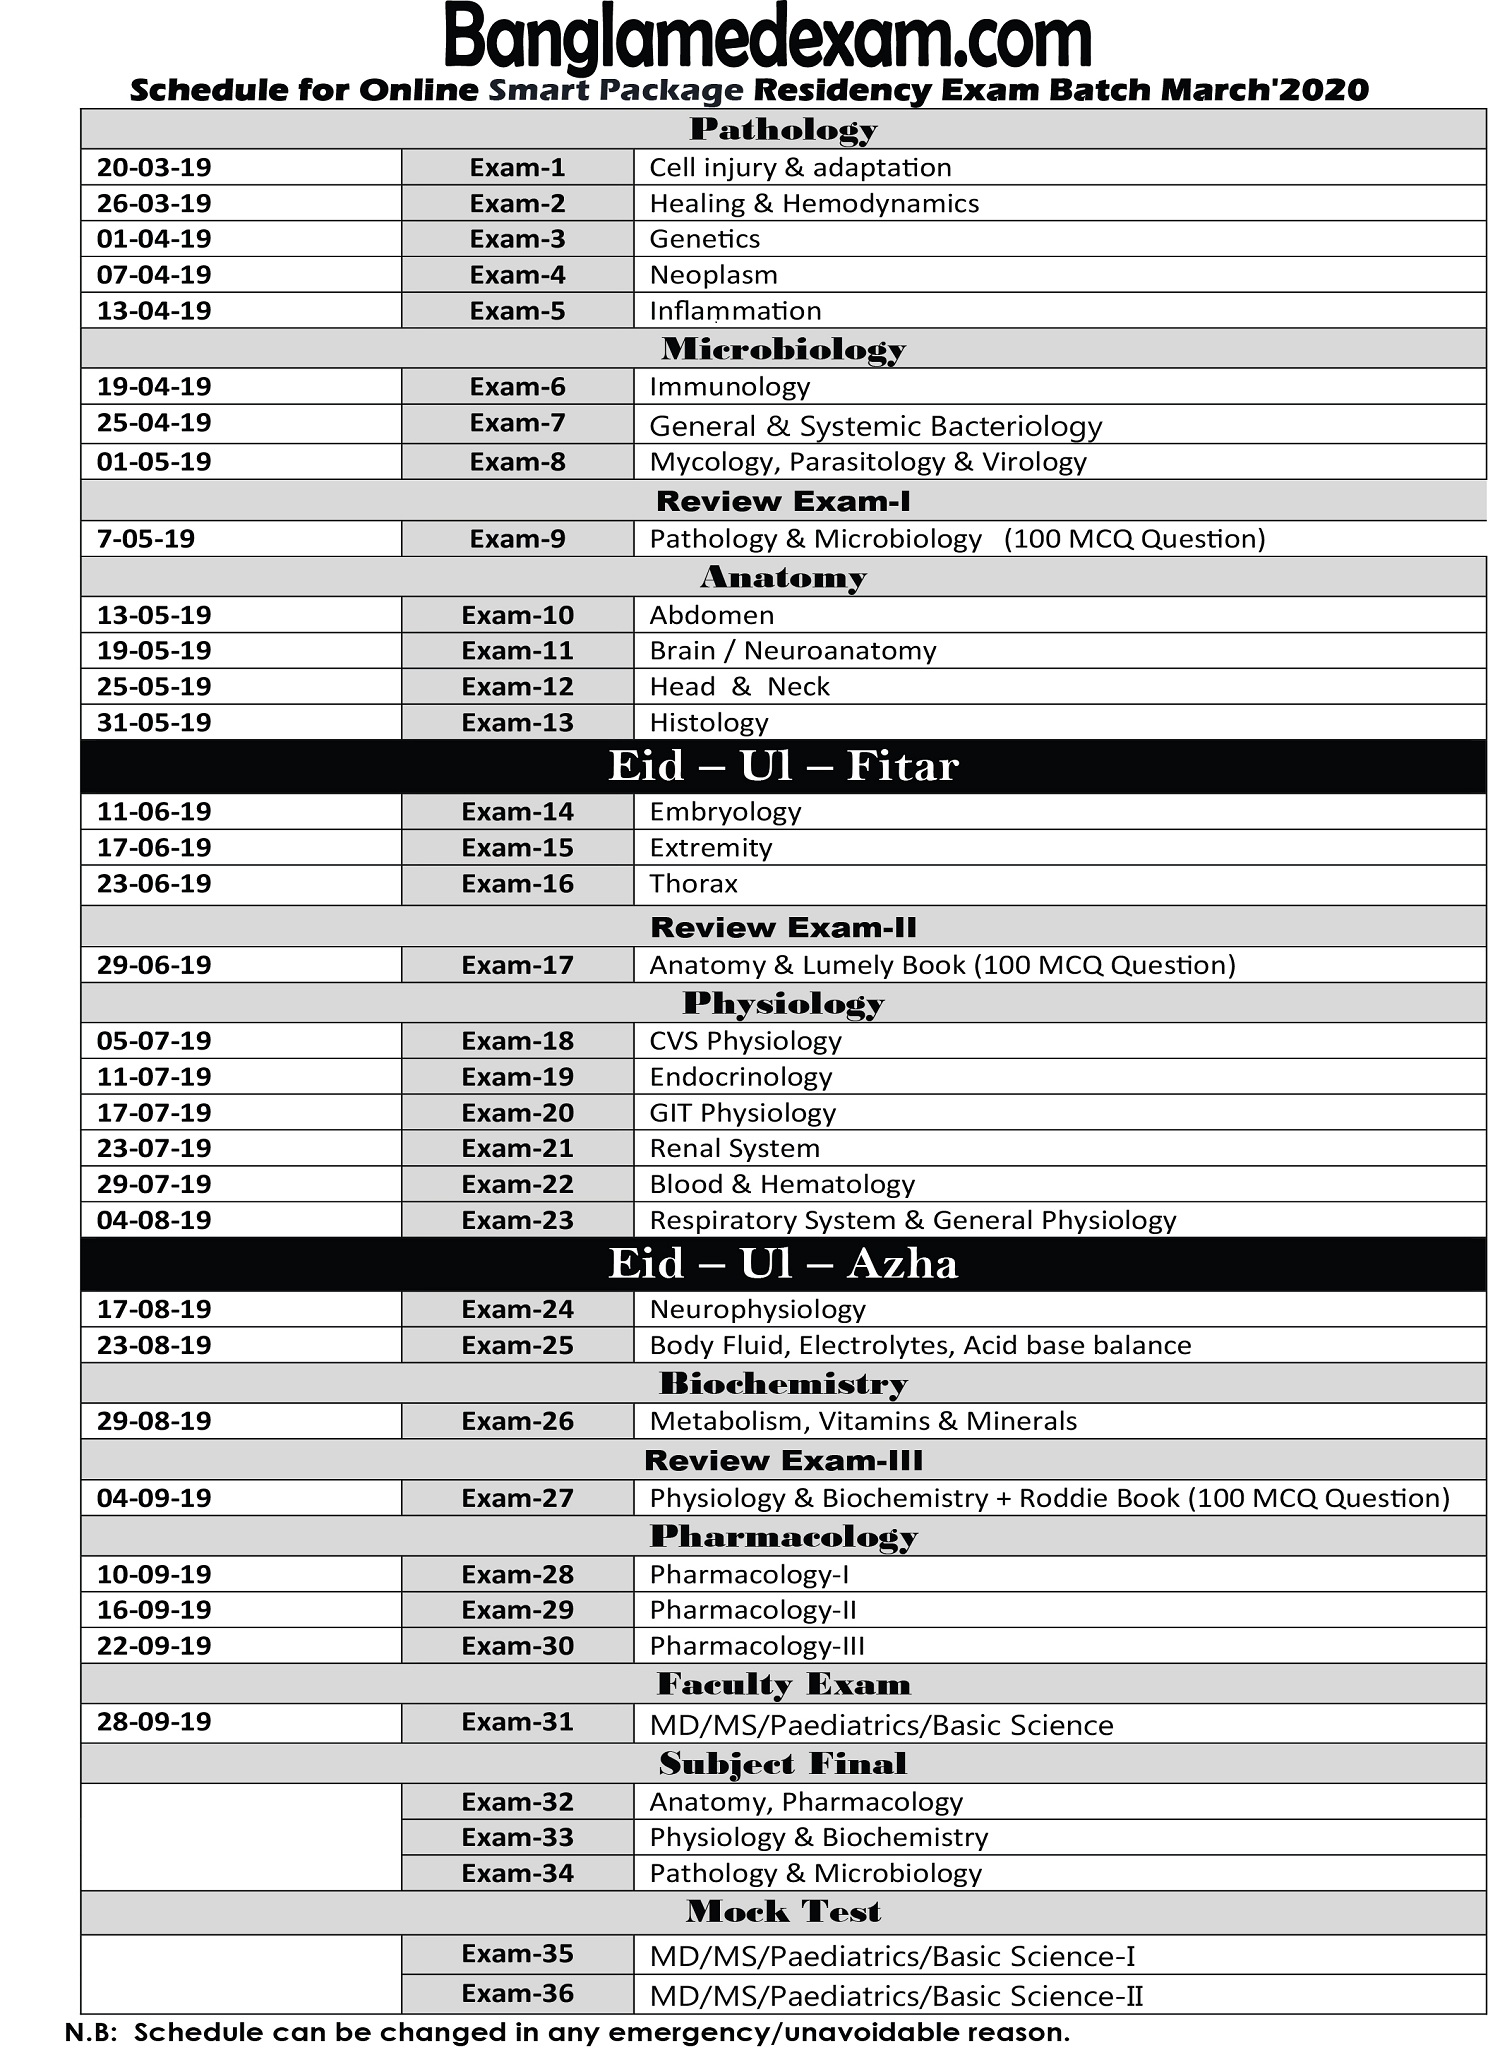 Banglamedexam.com
Schedule for Online Smart Package Residency Exam Batch March'2020
Pathology
20-03-19 Exam-1 Cell injury & adaptation
26-03-19 Exam-2 Healing & Hemodynamics
01-04-19 Exam-3 Genetics
07-04-19 Exam-4 Neoplasm
13-04-19 Exam-5 Inflammation
Microbiology
19-04-19 Exam-6 Immunology
25-04-19 Exam-7 General & Systemic Bacteriology
01-05-19 Exam-8 Mycology, Parasitology & Virology
Review Exam-I
7-05-19 Exam-9 Pathology & Microbiology (100 MCQ Question)
Anatomy
13-05-19 Exam-10 Abdomen
19-05-19 Exam-11 Brain / Neuroanatomy
25-05-19 Exam-12 Head & Neck
31-05-19 Exam-13 Histology
Eid – Ul – Fitar
11-06-19 Exam-14 Embryology
17-06-19 Exam-15 Extremity
23-06-19 Exam-16 Thorax
Review Exam-II
29-06-19 Exam-17 Anatomy & Lumely Book (100 MCQ Question)
Physiology
05-07-19 Exam-18 CVS Physiology
11-07-19 Exam-19 Endocrinology
17-07-19 Exam-20 GIT Physiology
23-07-19 Exam-21 Renal System
29-07-19 Exam-22 Blood & Hematology
04-08-19 Exam-23 Respiratory System & General Physiology
Eid – Ul – Azha
17-08-19 Exam-24 Neurophysiology
23-08-19 Exam-25 Body Fluid, Electrolytes, Acid base balance
Biochemistry
29-08-19 Exam-26 Metabolism, Vitamins & Minerals
Review Exam-III
04-09-19 Exam-27 Physiology & Biochemistry + Roddie Book (100 MCQ Question)
Pharmacology
10-09-19 Exam-28 Pharmacology-I
16-09-19 Exam-29 Pharmacology-II
22-09-19 Exam-30 Pharmacology-III
Faculty Exam
28-09-19 Exam-31 MD/MS/Paediatrics/Basic Science
Subject Final
Exam-32 Anatomy, Pharmacology
Exam-33 Physiology & Biochemistry
Exam-34 Pathology & Microbiology
Mock Test
Exam-35 MD/MS/Paediatrics/Basic Science-I
Exam-36 MD/MS/Paediatrics/Basic Science-II
N.B: Schedule can be changed in any emergency/unavoidable reason.